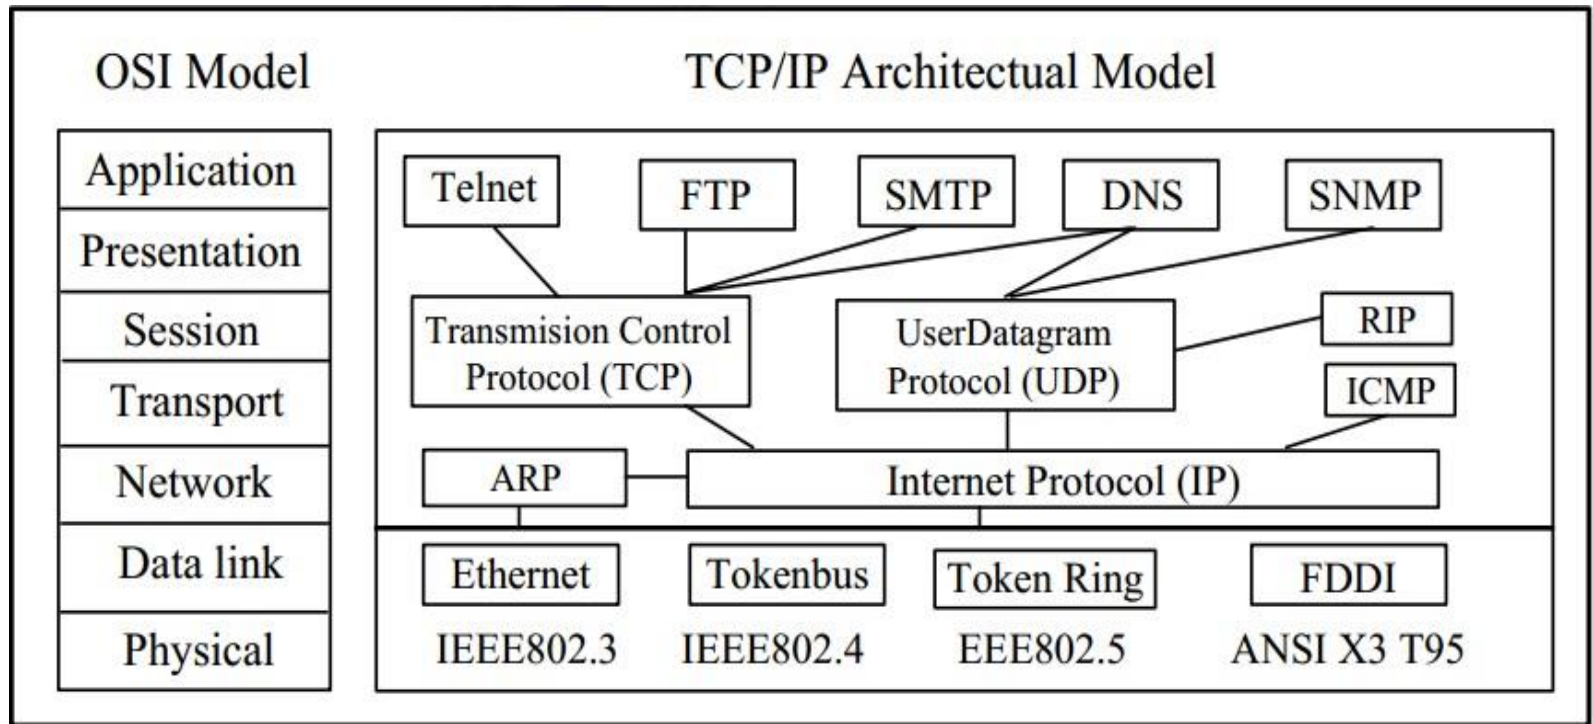 OSI Model
TCP/IP Architectual Model
Application
Presentation
Session
Transport
Network
Data link
Physical
Telnet
FTP
SMTP
DNS
SNMP
Transmision Control
Protocol (TCP)
UserDatagram
Protocol (UDP)
RIP
ICMP
ARP
Internet Protocol (IP)
Ethernet
Tokenbus
Token Ring
FDDI
IEEE802.3
IEEE802.4
EEE802.5
ANSI X3 T95